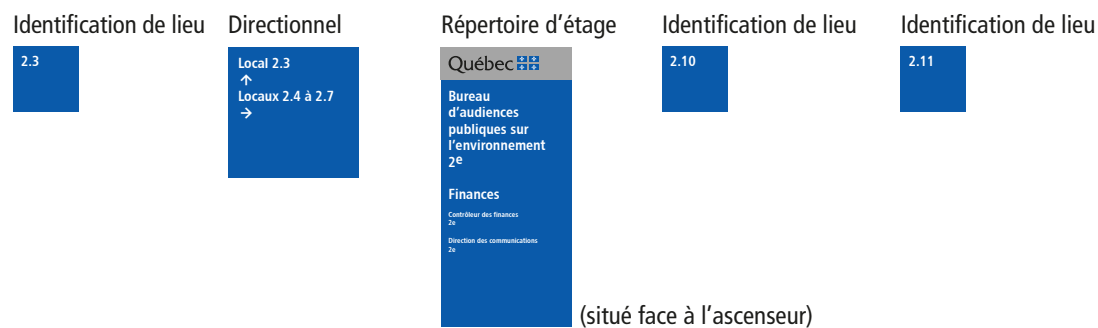 Identification de lieu
2.3
Directionnel
Local 2.3
↑
Locaux 2.4 à 2.7
→
Répertoire d’étage
Québec
Bureau
d’audiences
publiques sur
l’environnement
2e
Finances
Contrôleur des finances
2e
Direction des communications
2e
(situé face à l’ascenseur)
Identification de lieu
2.10
Identification de lieu
2.11